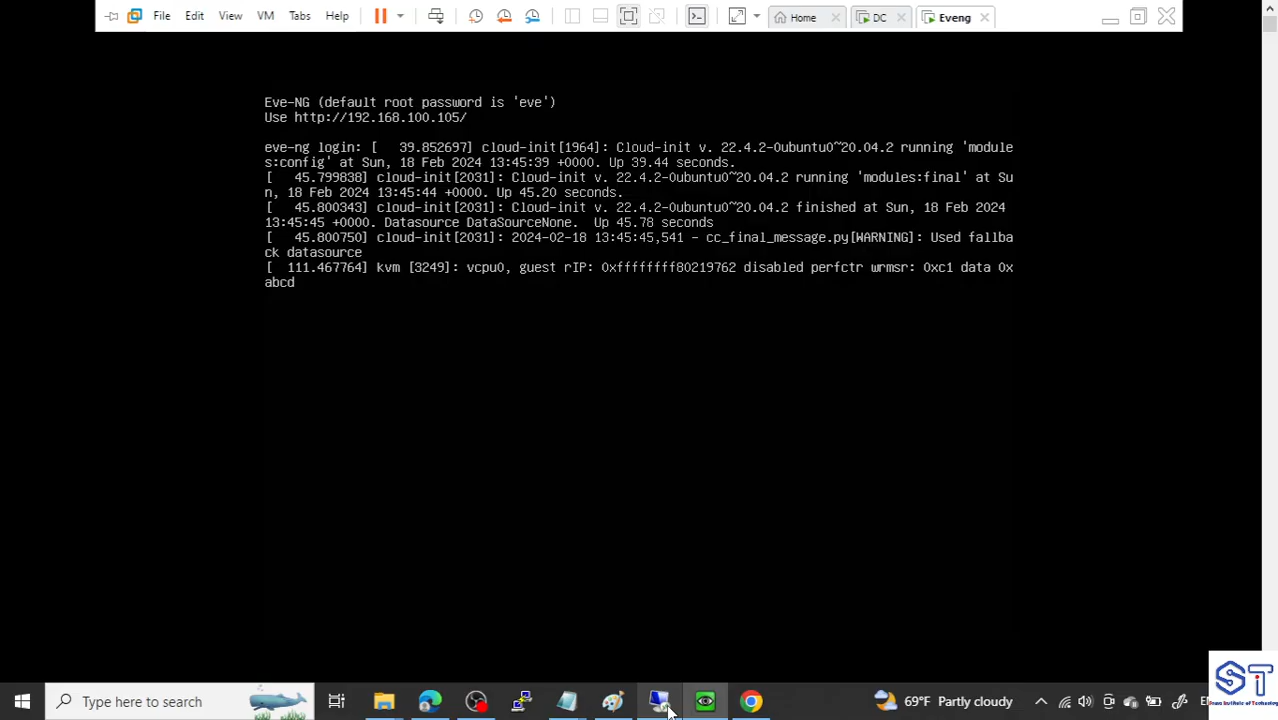 File Edit View VM Tabs Help Home DC Eveng
Eve-NG (default root password is 'eve')
Use http://192.168.100.105/
eve-ng login: [   39.852697] cloud-init[1964]: Cloud-init v. 22.4.2-0ubuntu0~20.04.2 running 'module
s:config' at Sun, 18 Feb 2024 13:45:39 +0000. Up 39.44 seconds.
[   45.799838] cloud-init[2031]: Cloud-init v. 22.4.2-0ubuntu0~20.04.2 running 'modules:final' at Su
n, 18 Feb 2024 13:45:44 +0000. Up 45.20 seconds.
[   45.800343] cloud-init[2031]: Cloud-init v. 22.4.2-0ubuntu0~20.04.2 finished at Sun, 18 Feb 2024
13:45:45 +0000. Datasource DataSourceNone.  Up 45.78 seconds
[   45.800750] cloud-init[2031]: 2024-02-18 13:45:45,541 - cc_final_message.py[WARNING]: Used fallba
ck datasource
[  111.467764] kvm [3249]: vcpu0, guest rIP: 0xffffffff80219762 disabled perfctr wrmsr: 0xc1 data 0x
abcd
Type here to search
69°F Partly cloudy
ST
Institute of Technology